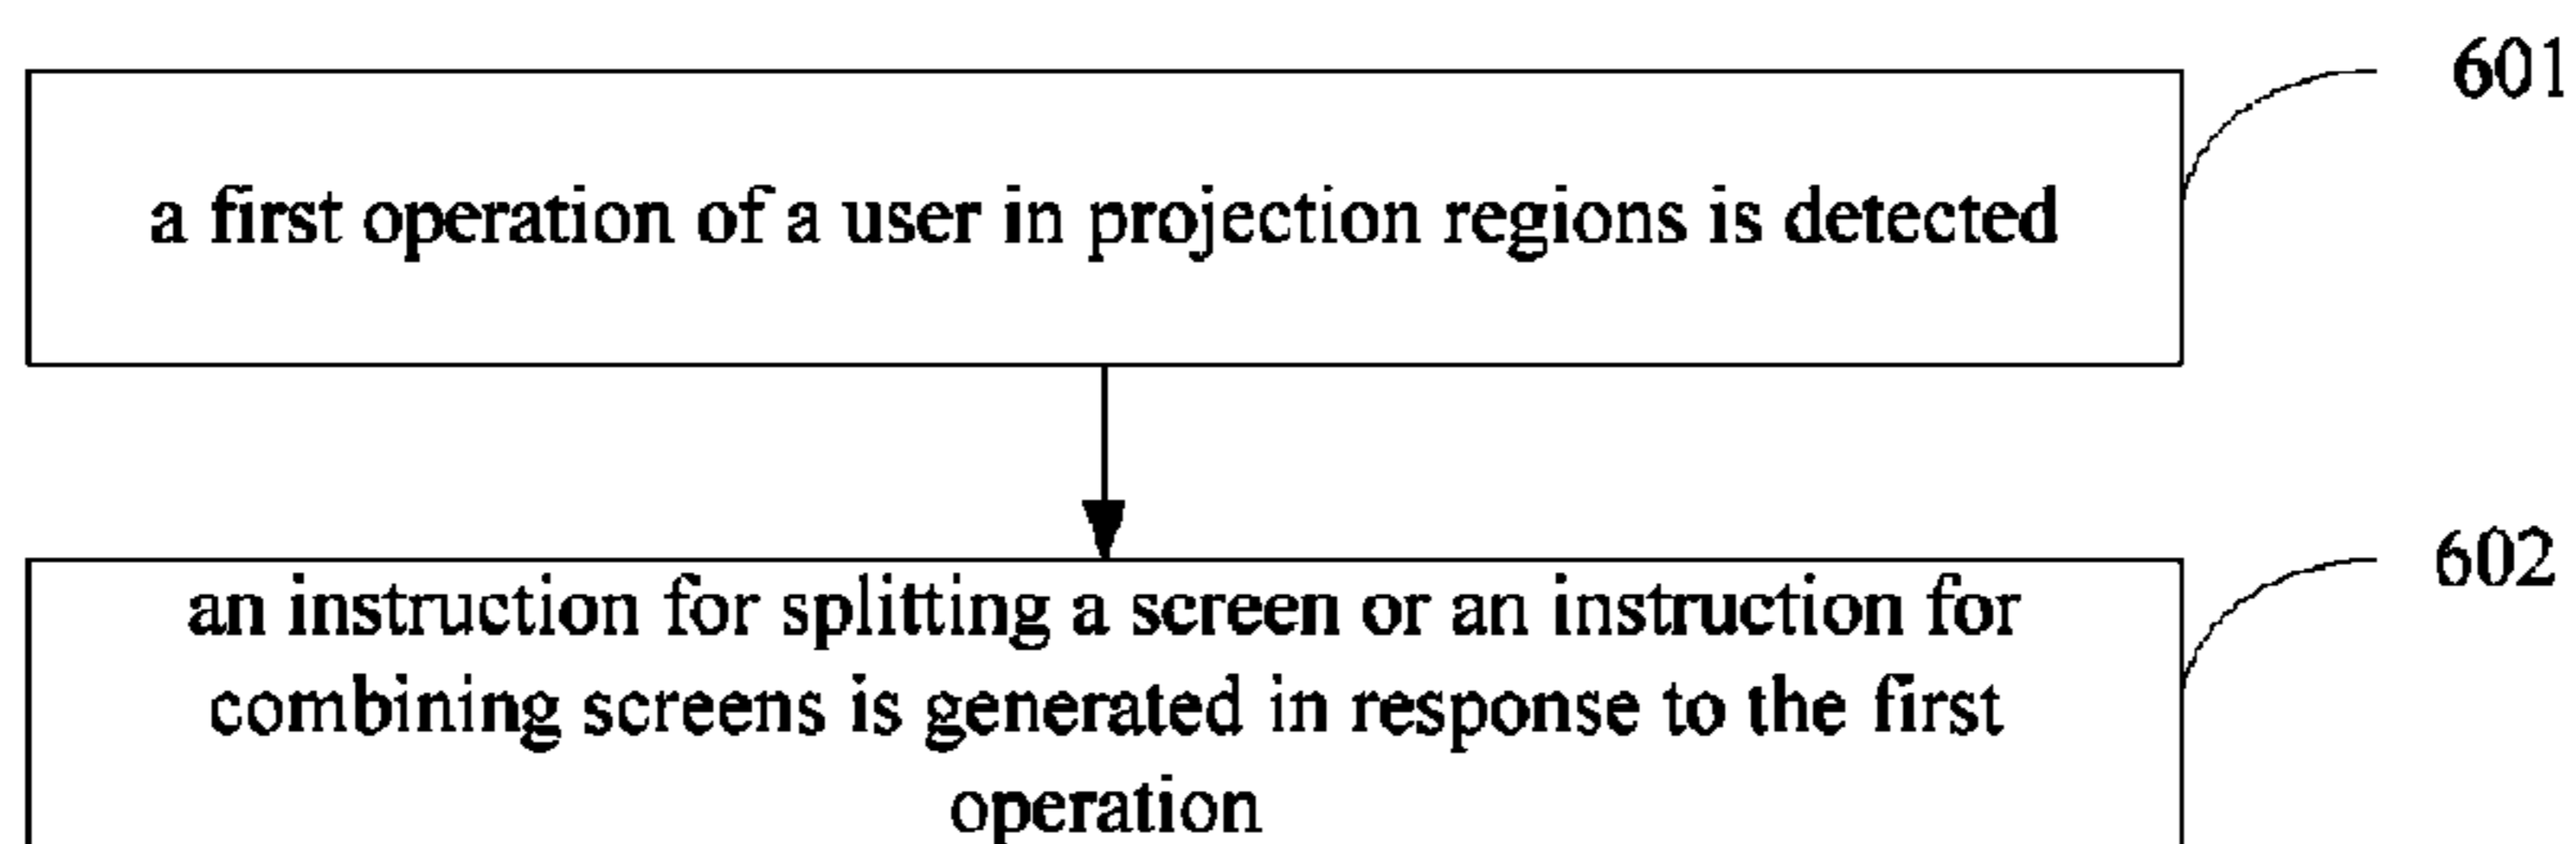 601
a first operation of a user in projection regions is detected
602
an instruction for splitting a screen or an instruction for
combining screens is generated in response to the first
operation